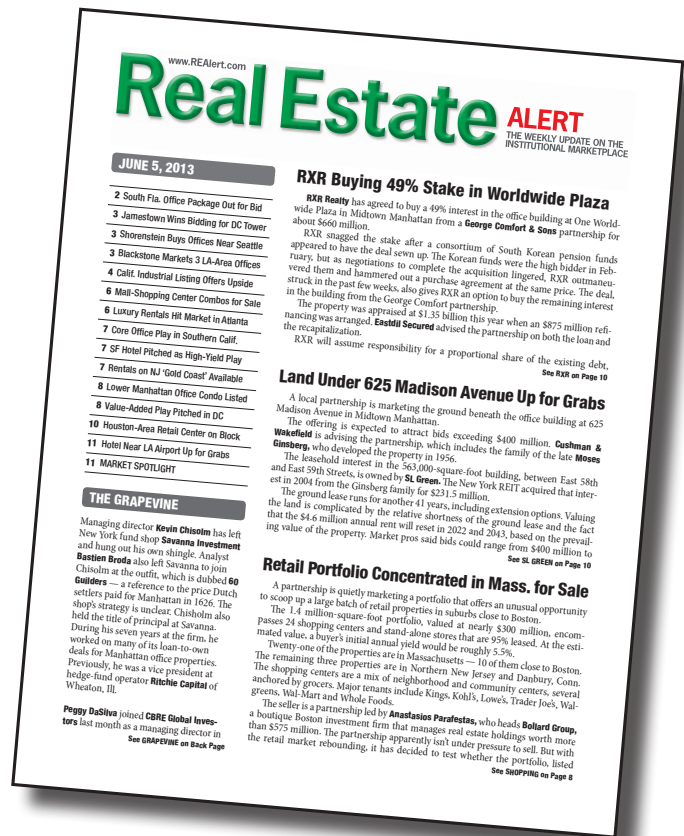 www.REAlert.com
Real Estate
ALERT
THE WEEKLY UPDATE ON THE
INSTITUTIONAL MARKETPLACE
JUNE 5, 2013
2 South Fla. Office Package Out for Bid
3 Jamestown Wins Bidding for DC Tower
3 Shorenstein Buys Offices Near Seattle
3 Blackstone Markets 3 LA-Area Offices
4 Calif. Industrial Listing Offers Upside
6 Mall-Shopping Center Combos for Sale
6 Luxury Rentals Hit Market in Atlanta
7 Core Office Play in Southern Calif.
7 SF Hotel Pitched as High-Yield Play
7 Rentals on NJ 'Gold Coast' Available
8 Lower Manhattan Office Condo Listed
8 Value-Added Play Pitched in DC
10 Houston-Area Retail Center on Block
11 Hotel Near LA Airport Up for Grabs
11 MARKET SPOTLIGHT
THE GRAPEVINE
Managing director Kevin Chisolm has left
New York fund shop Savanna Investment
and hung out his own shingle. Analyst
Bastien Broda also left Savanna to join
Chisolm at the outfit, which is dubbed 60
Guilders — a reference to the price Dutch
settlers paid for Manhattan in 1626. The
shop's strategy is unclear. Chisholm also
held the title of principal at Savanna.
During his seven years at the firm, he
worked on many of its loan-to-own
deals for Manhattan office properties.
Previously, he was a vice president at
hedge-fund operator Ritchie Capital of
Wheaton, Ill.
Peggy DaSilva joined CBRE Global Inves-
tors last month as a managing director in
See GRAPEVINE on Back Page
RXR Buying 49% Stake in Worldwide Plaza
RXR Realty has agreed to buy a 49% interest in the office building at One World-
wide Plaza in Midtown Manhattan from a George Comfort & Sons partnership for
about $660 million.
RXR snagged the stake after a consortium of South Korean pension funds
appeared to have the deal sewn up. The Korean funds were the high bidder in Feb-
ruary, but as negotiations to complete the acquisition lingered, RXR outmaneu-
vered them and hammered out a purchase agreement at the same price. The deal,
struck in the past few weeks, also gives RXR an option to buy the remaining interest
in the building from the George Comfort partnership.
The property was appraised at $1.35 billion this year when an $875 million refi-
nancing was arranged. Eastdil Secured advised the partnership on both the loan and
the recapitalization.
RXR will assume responsibility for a proportional share of the existing debt,
See RXR on Page 10
Land Under 625 Madison Avenue Up for Grabs
A local partnership is marketing the ground beneath the office building at 625
Madison Avenue in Midtown Manhattan.
The offering is expected to attract bids exceeding $400 million. Cushman &
Wakefield is advising the partnership, which includes the family of the late Moses
Ginsberg, who developed the property in 1956.
The leasehold interest in the 563,000-square-foot building, between East 58th
and East 59th Streets, is owned by SL Green. The New York REIT acquired that inter-
est in 2004 from the Ginsberg family for $231.5 million.
The ground lease runs for another 41 years, including extension options. Valuing
the land is complicated by the relative shortness of the ground lease and the fact
that the $4.6 million annual rent will reset in 2022 and 2043, based on the prevail-
ing value of the property. Market pros said bids could range from $400 million to
See SL GREEN on Page 10
Retail Portfolio Concentrated in Mass. for Sale
A partnership is quietly marketing a portfolio that offers an unusual opportunity
to scoop up a large batch of retail properties in suburbs close to Boston.
The 1.4 million-square-foot portfolio, valued at nearly $300 million, encom-
passes 24 shopping centers and stand-alone stores that are 95% leased. At the esti-
mated value, a buyer's initial annual yield would be roughly 5.5%.
Twenty-one of the properties are in Massachusetts — 10 of them close to Boston.
The remaining three properties are in Northern New Jersey and Danbury, Conn.
The shopping centers are a mix of neighborhood and community centers, several
anchored by grocers. Major tenants include Kings, Kohl's, Lowe's, Trader Joe's, Wal-
greens, Wal-Mart and Whole Foods.
The seller is a partnership led by Anastasios Parafestas, who heads Bollard Group,
a boutique Boston investment firm that manages real estate holdings worth more
than $575 million. The partnership apparently isn't under pressure to sell. But with
the retail market rebounding, it has decided to test whether the portfolio, listed
See SHOPPING on Page 8